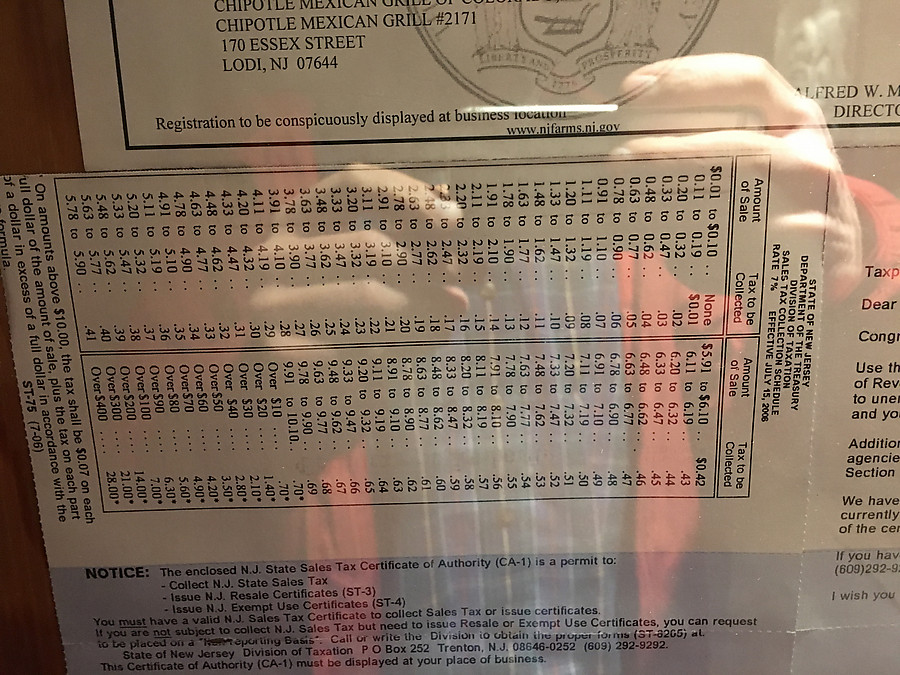 CHIPOTLE MEXICAN GRILL OF COLORA
CHIPOTLE MEXICAN GRILL #2171
170 ESSEX STREET
LODI, NJ 07644
LIBERTY AND PROSPERITY
1776
ALFRED W. M
DIRECTO
Registration to be conspicuously displayed at business location
www.njfarms.nj.gov
STATE OF NEW JERSEY
DEPARTMENT OF THE TREASURY
DIVISION OF TAXATION
SALES TAX COLLECTION SCHEDULE
RATE 7% EFFECTIVE JULY 15, 2006
Amount of Sale Tax to be Collected Amount of Sale Tax to be Collected
$0.01 to $0.10 .. None $5.91 to $6.10 .. $0.42
0.11 to 0.19 .. $0.01 6.11 to 6.19 .. .43
0.20 to 0.32 .. .02 6.20 to 6.32 .. .44
0.33 to 0.47 .. .03 6.33 to 6.47 .. .45
0.48 to 0.62 .. .04 6.48 to 6.62 .. .46
0.63 to 0.77 .. .05 6.63 to 6.77 .. .47
0.78 to 0.90 .. .06 6.78 to 6.90 .. .48
0.91 to 1.10 .. .07 6.91 to 7.10 .. .49
1.11 to 1.19 .. .08 7.11 to 7.19 .. .50
1.20 to 1.32 .. .09 7.20 to 7.32 .. .51
1.33 to 1.47 .. .10 7.33 to 7.47 .. .52
1.48 to 1.62 .. .11 7.48 to 7.62 .. .53
1.63 to 1.77 .. .12 7.63 to 7.77 .. .54
1.78 to 1.90 .. .13 7.78 to 7.90 .. .55
1.91 to 2.10 .. .14 7.91 to 8.10 .. .56
2.11 to 2.19 .. .15 8.11 to 8.19 .. .57
2.20 to 2.32 .. .16 8.20 to 8.32 .. .58
2.33 to 2.47 .. .17 8.33 to 8.47 .. .59
2.48 to 2.62 .. .18 8.48 to 8.62 .. .60
2.63 to 2.77 .. .19 8.63 to 8.77 .. .61
2.78 to 2.90 .. .20 8.78 to 8.90 .. .62
2.91 to 3.10 .. .21 8.91 to 9.10 .. .63
3.11 to 3.19 .. .22 9.11 to 9.19 .. .64
3.20 to 3.32 .. .23 9.20 to 9.32 .. .65
3.33 to 3.47 .. .24 9.33 to 9.47 .. .66
3.48 to 3.62 .. .25 9.48 to 9.62 .. .67
3.63 to 3.77 .. .26 9.63 to 9.77 .. .68
3.78 to 3.90 .. .27 9.78 to 9.90 .. .69
3.91 to 4.10 .. .28 9.91 to 10.10 .. .70*
4.11 to 4.19 .. .29 Over $10 .. .70*
4.20 to 4.32 .. .30 Over $20 .. 1.40*
4.33 to 4.47 .. .31 Over $30 .. 2.10*
4.48 to 4.62 .. .32 Over $40 .. 2.80*
4.63 to 4.77 .. .33 Over $50 .. 3.50*
4.78 to 4.90 .. .34 Over $60 .. 4.20*
4.91 to 5.10 .. .35 Over $70 .. 4.90*
5.11 to 5.19 .. .36 Over $80 .. 5.60*
5.20 to 5.32 .. .37 Over $90 .. 6.30*
5.33 to 5.47 .. .38 Over $100 .. 7.00*
5.48 to 5.62 .. .39 Over $200 .. 14.00*
5.63 to 5.77 .. .40 Over $300 .. 21.00*
5.78 to 5.90 .. .41 Over $400 .. 28.00*
* On amounts above $10.00, the tax shall be $0.07 on each
full dollar of the amount of sale, plus the tax on each part
of a dollar in excess of a full dollar in accordance with the
formula.
ST-75 (7-06)
NOTICE: The enclosed N.J. State Sales Tax Certificate of Authority (CA-1) is a permit to:
- Collect N.J. State Sales Tax
- Issue N.J. Resale Certificates (ST-3)
- Issue N.J. Exempt Use Certificates (ST-4)
You must have a valid N.J. Sales Tax Certificate to collect Sales Tax or issue certificates.
If you are not subject to collect N.J. Sales Tax but need to issue Resale or Exempt Use Certificates, you can request
to be placed on a "Non Reporting Basis". Call or write the Division to obtain the proper forms (ST-6205) at.
State of New Jersey Division of Taxation P O Box 252 Trenton, N.J. 08646-0252 (609) 292-9292.
This Certificate of Authority (CA-1) must be displayed at your place of business.
Taxp
Dear
Congr
Use th
of Reve
to unem
and you
Addition
agencie
Section
We have
currently
of the cer
If you hav
(609)292-92
I wish you